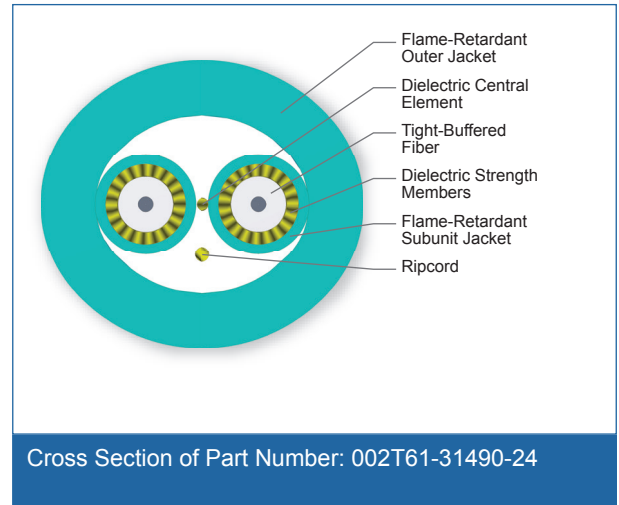 Flame-Retardant
Outer Jacket
Dielectric Central
Element
Tight-Buffered
Fiber
Dielectric Strength
Members
Flame-Retardant
Subunit Jacket
Ripcord
Cross Section of Part Number: 002T61-31490-24